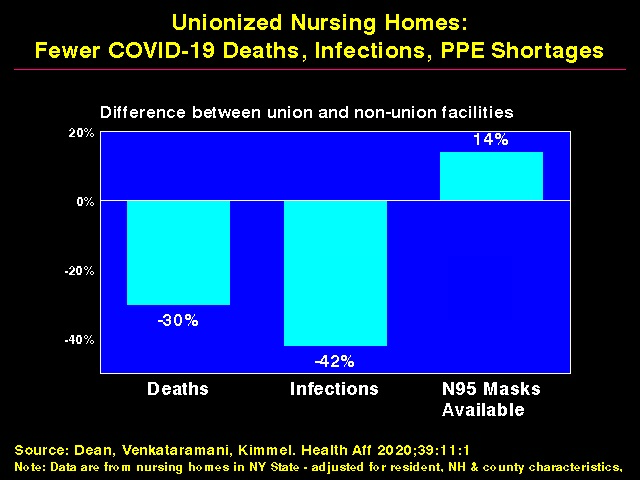 Unionized Nursing Homes:
Fewer COVID-19 Deaths, Infections, PPE Shortages
Difference between union and non-union facilities
20%
14%
0%
-20%
-30%
-40%
-42%
Deaths Infections N95 Masks
Available
Source: Dean, Venkataramani, Kimmel. Health Aff 2020;39:11:1
Note: Data are from nursing homes in NY State - adjusted for resident, NH & county characteristics,